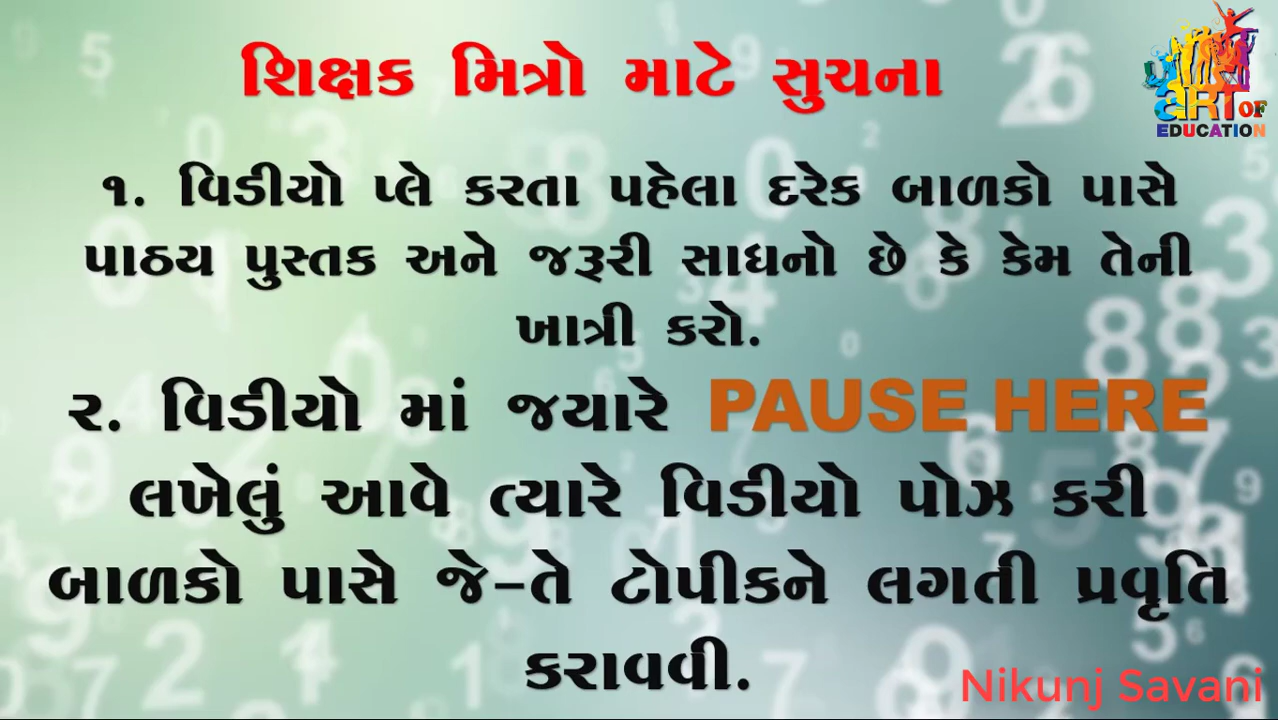 શિક્ષક મિત્રો માટે સુચના
ART OF
EDUCATION
૧. વિડીયો પ્લે કરતા પહેલા દરેક બાળકો પાસે
પાઠય પુસ્તક અને જરૂરી સાધનો છે કે કેમ તેની
ખાત્રી કરો.
૨. વિડીયો માં જયારે PAUSE HERE
લખેલું આવે ત્યારે વિડીયો પોઝ કરી
બાળકો પાસે જે-તે ટોપીકને લગતી પ્રવૃતિ
કરાવવી.
Nikunj Savani